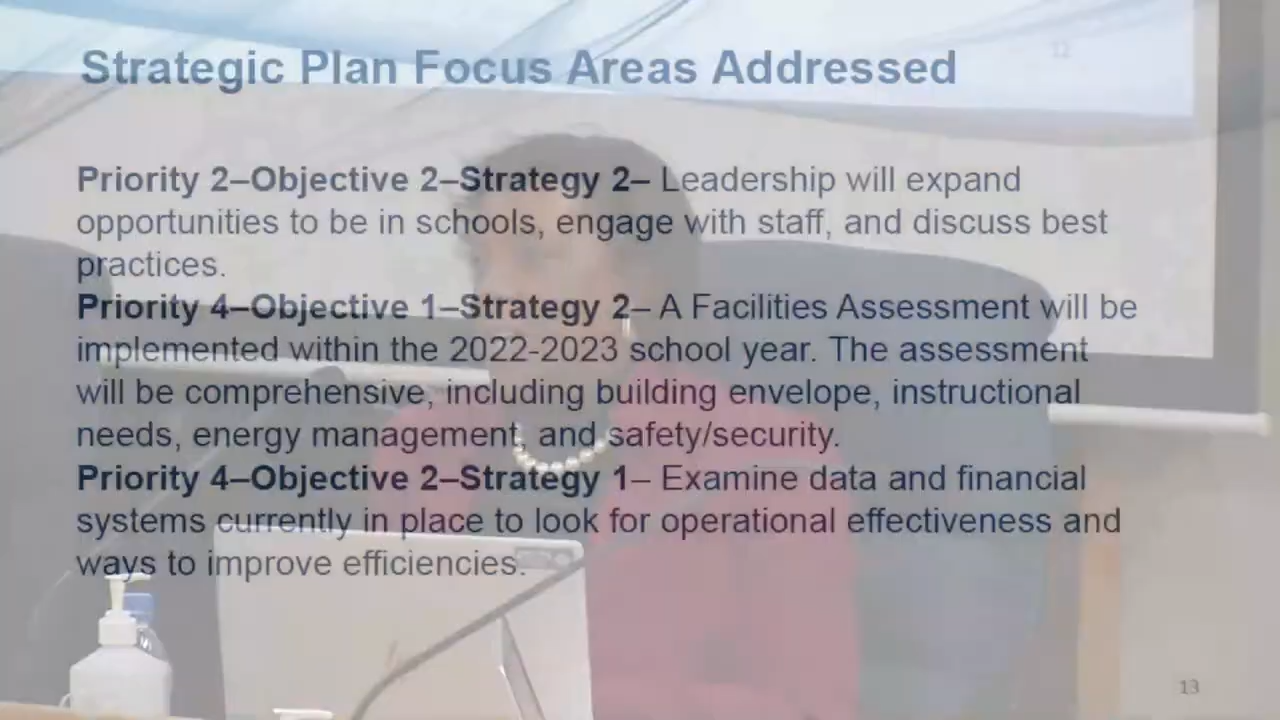 Strategic Plan Focus Areas Addressed
12
Priority 2–Objective 2–Strategy 2– Leadership will expand
opportunities to be in schools, engage with staff, and discuss best
practices.
Priority 4–Objective 1–Strategy 2– A Facilities Assessment will be
implemented within the 2022-2023 school year. The assessment
will be comprehensive, including building envelope, instructional
needs, energy management, and safety/security.
Priority 4–Objective 2–Strategy 1– Examine data and financial
systems currently in place to look for operational effectiveness and
ways to improve efficiencies.
13